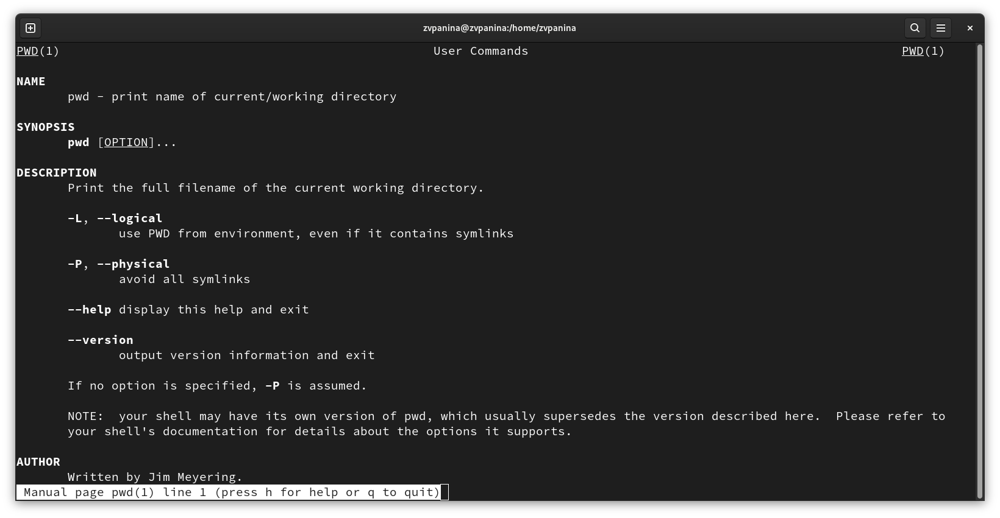 zvpanina@zvpanina:/home/zvpanina
PWD(1) User Commands PWD(1)
NAME
pwd - print name of current/working directory
SYNOPSIS
pwd [OPTION]...
DESCRIPTION
Print the full filename of the current working directory.
-L, --logical
use PWD from environment, even if it contains symlinks
-P, --physical
avoid all symlinks
--help display this help and exit
--version
output version information and exit
If no option is specified, -P is assumed.
NOTE:  your shell may have its own version of pwd, which usually supersedes the version described here.  Please refer to
your shell's documentation for details about the options it supports.
AUTHOR
Written by Jim Meyering.
Manual page pwd(1) line 1 (press h for help or q to quit)